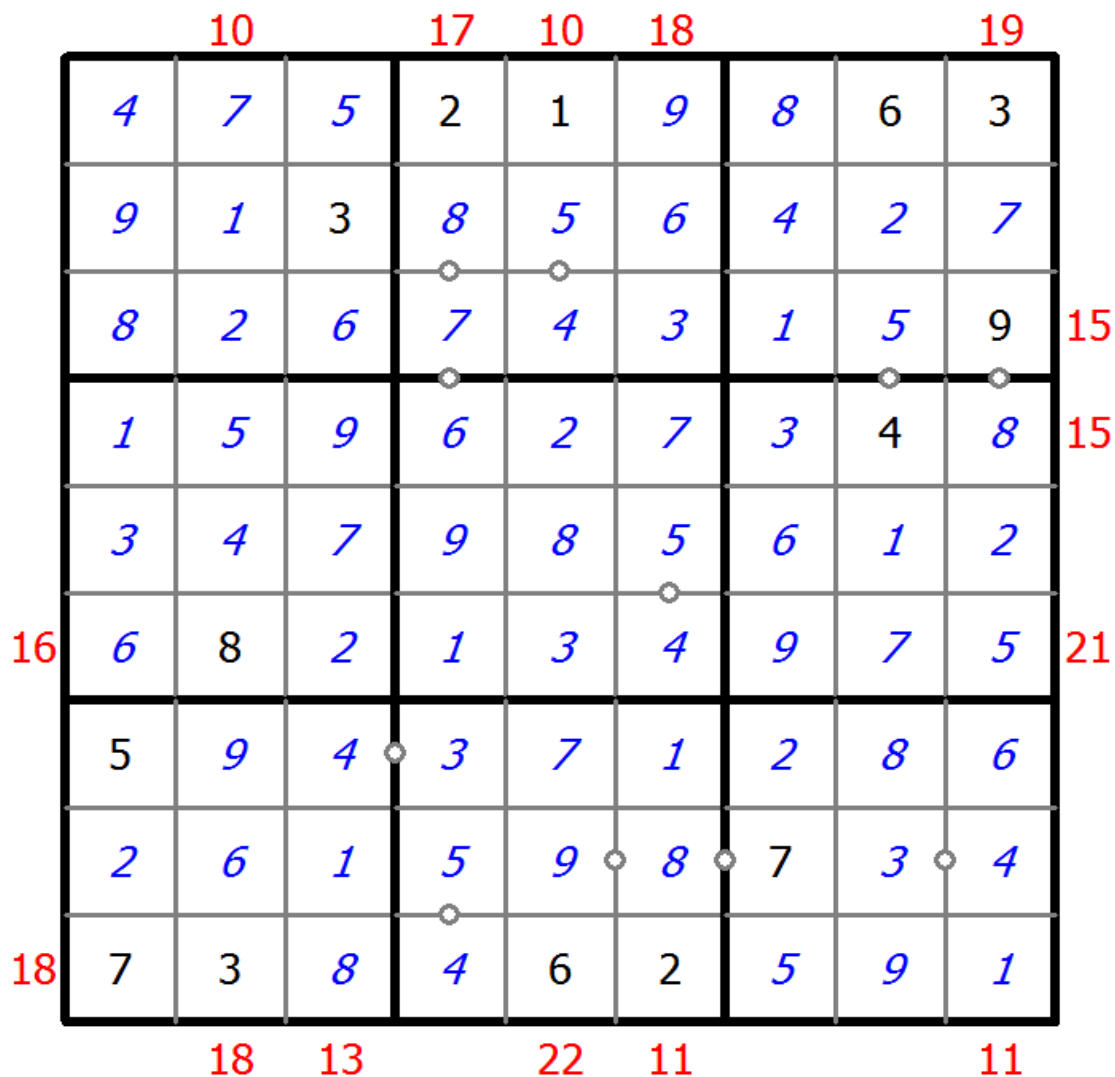 10 17 10 18 19
4 7 5 2 1 9 8 6 3
9 1 3 8 5 6 4 2 7
8 2 6 7 4 3 1 5 9 15
1 5 9 6 2 7 3 4 8 15
3 4 7 9 8 5 6 1 2
16 6 8 2 1 3 4 9 7 5 21
5 9 4 3 7 1 2 8 6
2 6 1 5 9 8 7 3 4
18 7 3 8 4 6 2 5 9 1
18 13 22 11 11